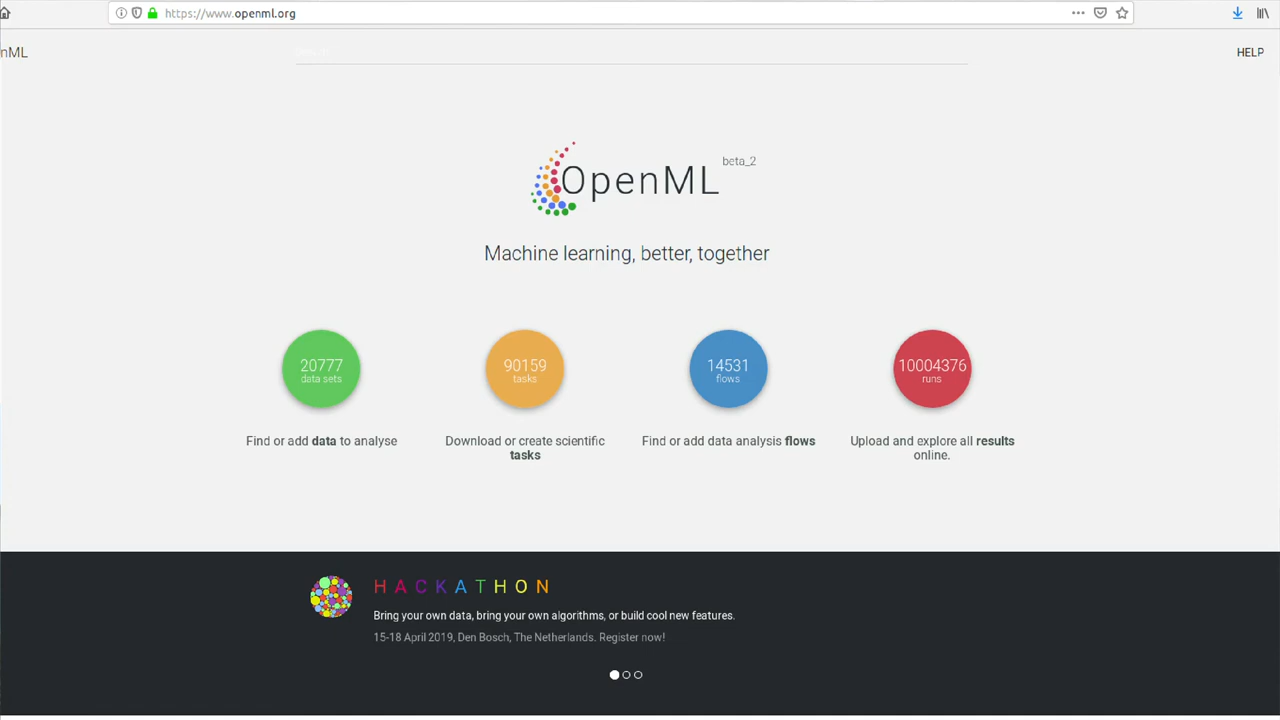 https://www.openml.org
nML
HELP
OpenML
beta_2
Machine learning, better, together
20777
data sets
90159
tasks
14531
flows
10004376
runs
Find or add data to analyse
Download or create scientific
tasks
Find or add data analysis flows
Upload and explore all results
online.
HACKATHON
Bring your own data, bring your own algorithms, or build cool new features.
15-18 April 2019, Den Bosch, The Netherlands. Register now!